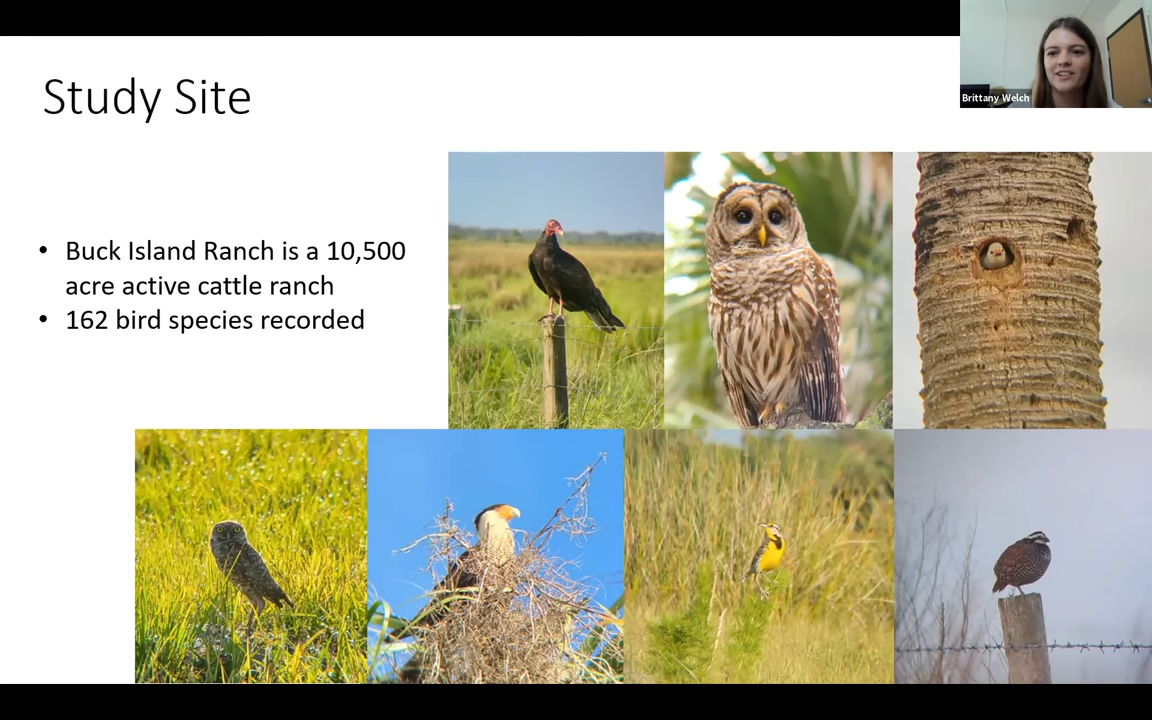 Study Site
Brittany Welch
• Buck Island Ranch is a 10,500
acre active cattle ranch
• 162 bird species recorded